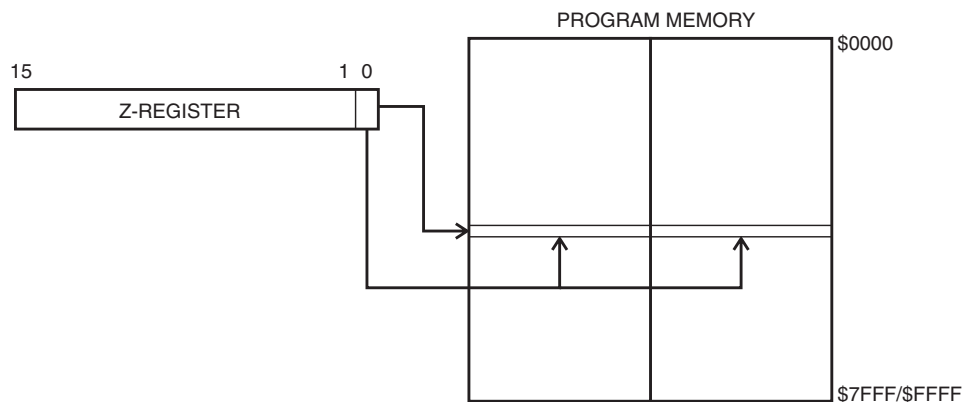 PROGRAM MEMORY
$0000
15 1 0
Z-REGISTER
$7FFF/$FFFF